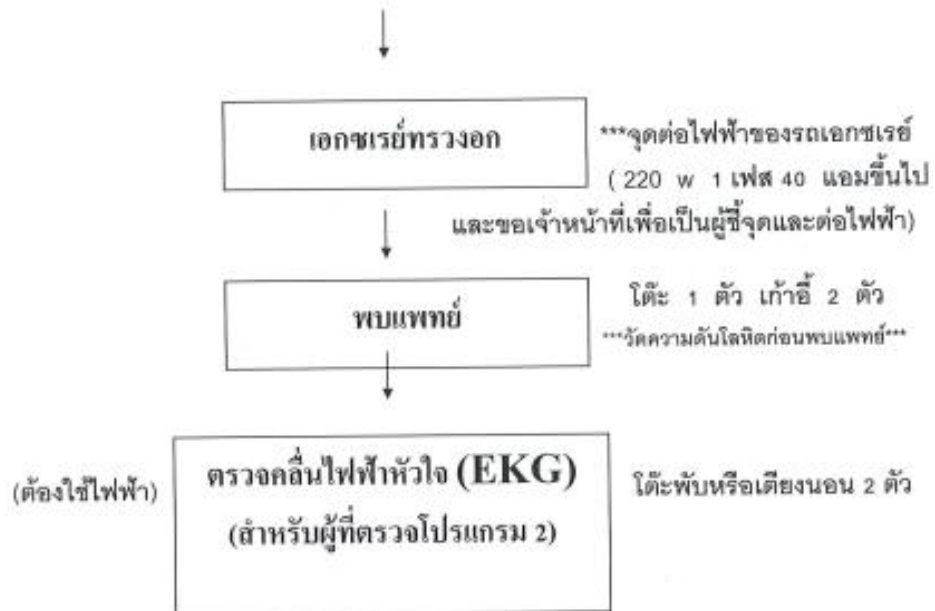 เอกซเรย์ทรวงอก
***จุดต่อไฟฟ้าของรถเอกซเรย์
( 220 w 1 เฟส 40 แอมขึ้นไป
และขอเจ้าหน้าที่เพื่อเป็นผู้ชี้จุดและต่อไฟฟ้า)
พบแพทย์
โต๊ะ 1 ตัว เก้าอี้ 2 ตัว
***วัดความดันโลหิตก่อนพบแพทย์***
(ต้องใช้ไฟฟ้า)
ตรวจคลื่นไฟฟ้าหัวใจ (EKG)
(สำหรับผู้ที่ตรวจโปรแกรม 2)
โต๊ะพับหรือเตียงนอน 2 ตัว